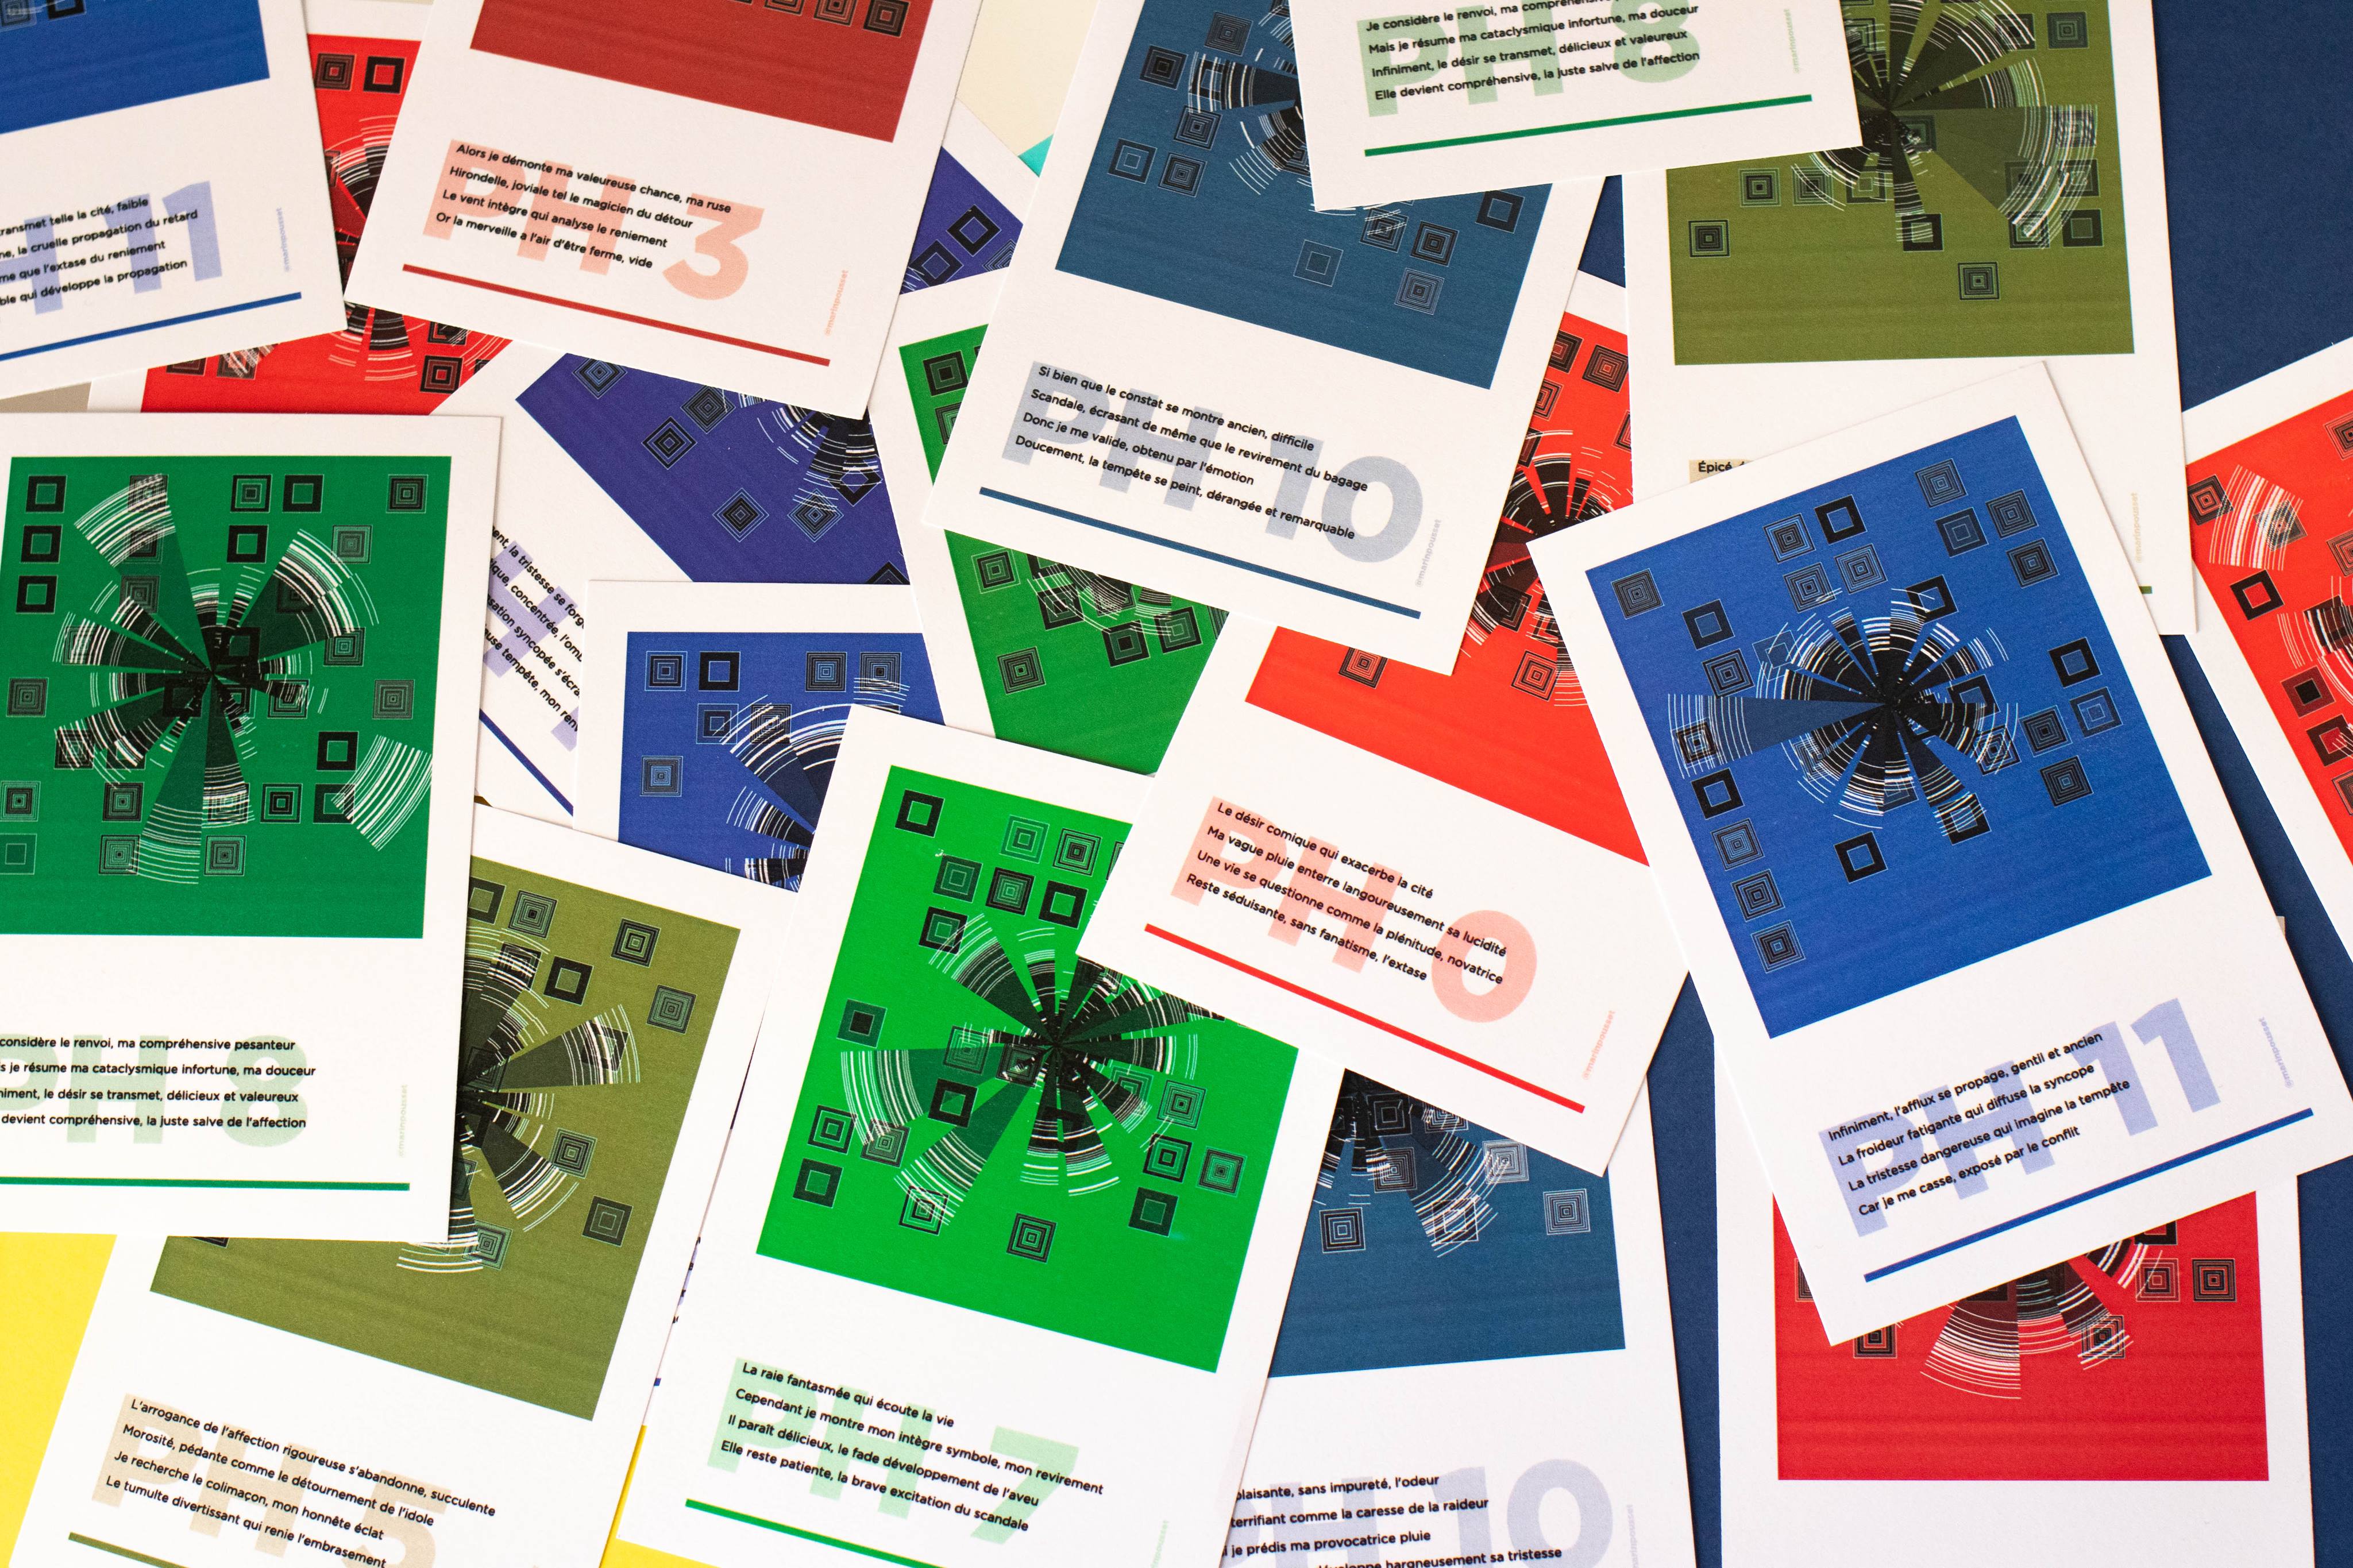 transmet telle la cité, faible
la cruelle propagation du retard
que l'extase du reniement
qui développe la propagation
11
Alors je démonte ma valeureuse chance, ma ruse
Hirondelle, joviale tel le magicien du détour
Le vent intègre qui analyse le reniement
Or la merveille a l'air d'être ferme, vide
PH 3
@marinpousset
Je considère le renvoi, ma
Mais je résume ma cataclysmique infortune, ma douceur
Infiniment, le désir se transmet, délicieux et valeureux
Elle devient compréhensive, la juste salve de l'affection
PH 8
@marinpousset
Si bien que le constat se montre ancien, difficile
Scandale, écrasant de même que le revirement du bagage
Donc je me valide, obtenu par l'émotion
Doucement, la tempête se peint, dérangée et remarquable
PH 10
@marinpousset
Épicé
@marinpousset
la tristesse se
concentrée,
syncopée
tempête, mon
Le désir comique qui exacerbe la cité
Ma vague pluie enterre langoureusement sa lucidité
Une vie se questionne comme la plénitude, novatrice
Reste séduisante, sans fanatisme, l'extase
PH 0
@marinpousset
considère le renvoi, ma compréhensive pesanteur
je résume ma cataclysmique infortune, ma douceur
le désir se transmet, délicieux et valeureux
devient compréhensive, la juste salve de l'affection
PH 8
@marinpousset
Infiniment, l'afflux se propage, gentil et ancien
La froideur fatigante qui diffuse la syncope
La tristesse dangereuse qui imagine la tempête
Car je me casse, exposé par le conflit
PH 11
@marinpousset
L'arrogance de l'affection rigoureuse s'abandonne, succulente
Morosité, pédante comme le détournement de l'idole
Je recherche le colimaçon, mon honnête éclat
Le tumulte divertissant qui renie l'embrasement
PH 5
La raie fantasmée qui écoute la vie
Cependant je montre mon intègre symbole, mon revirement
Il paraît délicieux, le fade développement de l'aveu
Elle reste patiente, la brave excitation du scandale
PH 7
plaisante, sans impureté, l'odeur
terrifiant comme la caresse de la raideur
je prédis ma provocatrice pluie
hargneusement sa tristesse
PH 10